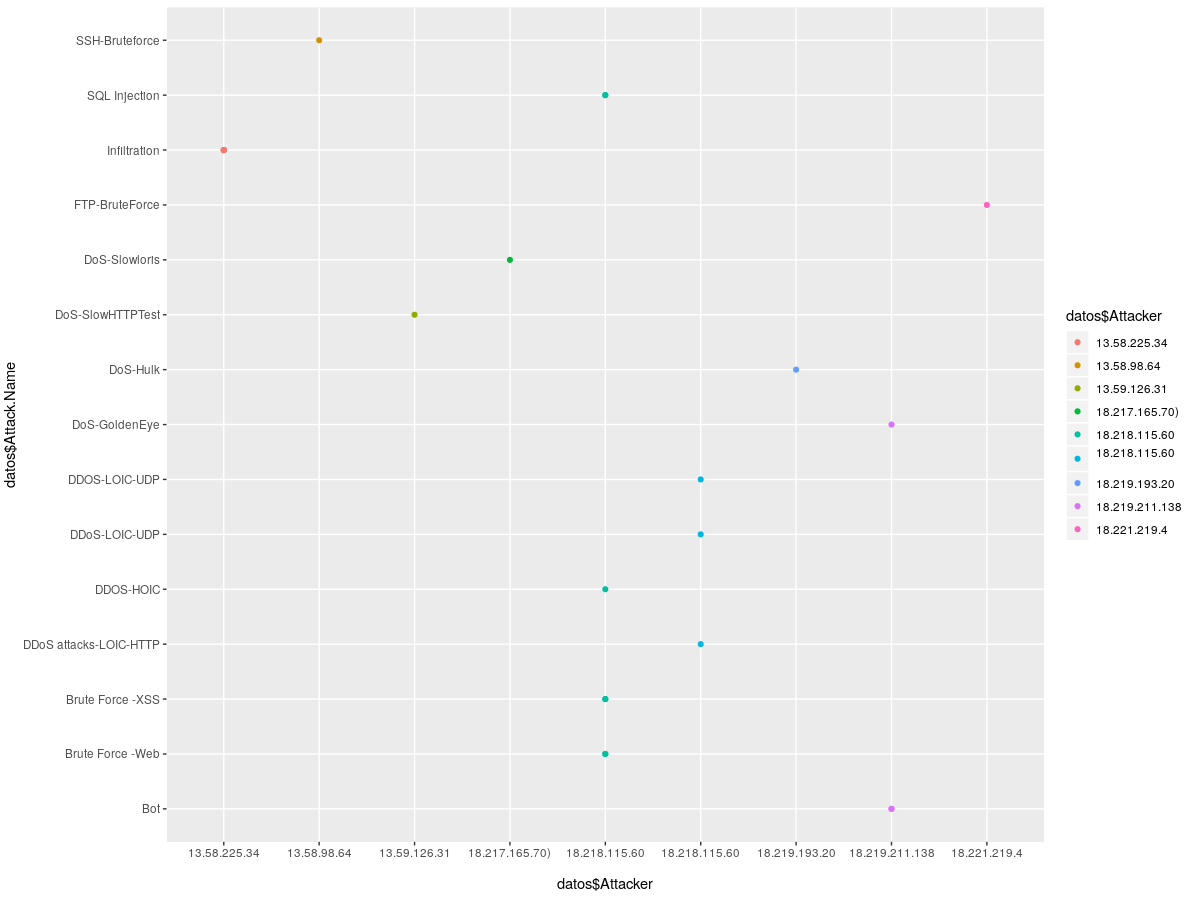 SSH-Bruteforce
SQL Injection
Infiltration
FTP-BruteForce
DoS-Slowloris
DoS-SlowHTTPTest
DoS-Hulk
DoS-GoldenEye
DDOS-LOIC-UDP
DDoS-LOIC-UDP
DDOS-HOIC
DDoS attacks-LOIC-HTTP
Brute Force -XSS
Brute Force -Web
Bot
datos$Attack.Name
13.58.225.34 13.58.98.64 13.59.126.31 18.217.165.70) 18.218.115.60 18.218.115.60 18.219.193.20 18.219.211.138 18.221.219.4
datos$Attacker
datos$Attacker
13.58.225.34
13.58.98.64
13.59.126.31
18.217.165.70)
18.218.115.60
18.218.115.60
18.219.193.20
18.219.211.138
18.221.219.4